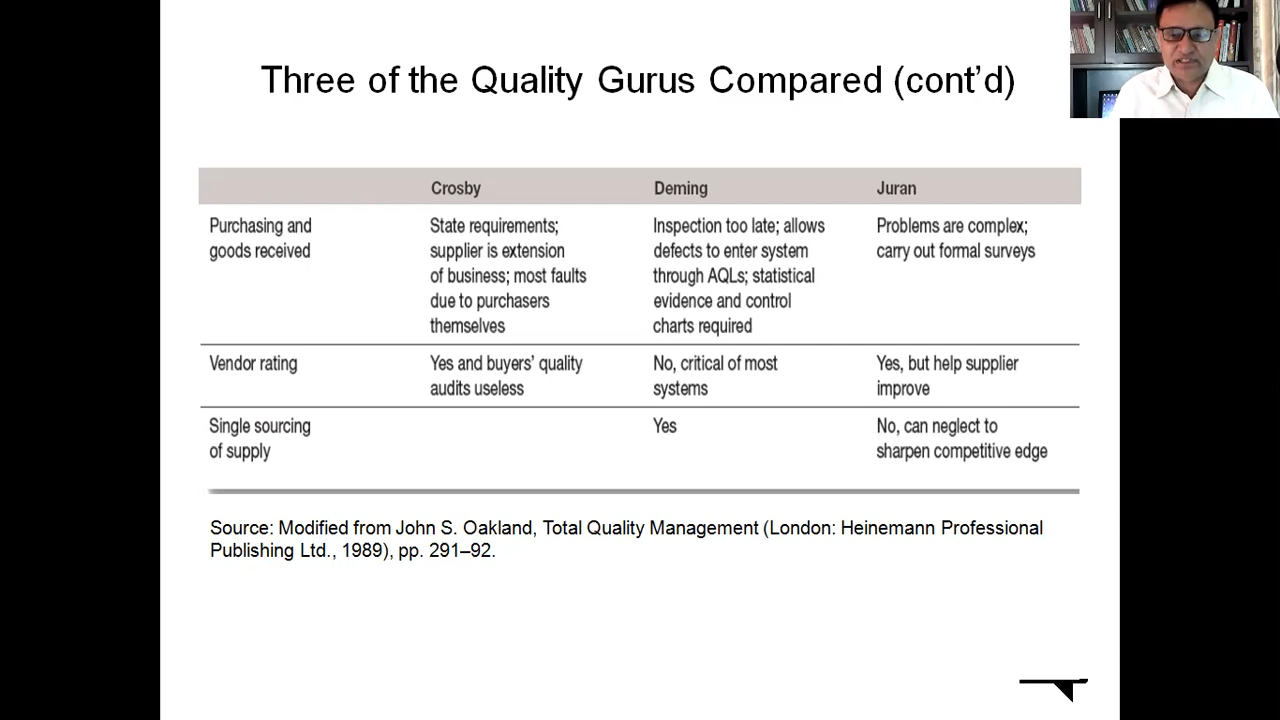 Three of the Quality Gurus Compared (cont’d)
Crosby Deming Juran
Purchasing and goods received
State requirements;
supplier is extension
of business; most faults
due to purchasers
themselves
Inspection too late; allows
defects to enter system
through AQLs; statistical
evidence and control
charts required
Problems are complex;
carry out formal surveys
Vendor rating
Yes and buyers’ quality
audits useless
No, critical of most
systems
Yes, but help supplier
improve
Single sourcing
of supply
Yes
No, can neglect to
sharpen competitive edge
Source: Modified from John S. Oakland, Total Quality Management (London: Heinemann Professional
Publishing Ltd., 1989), pp. 291–92.